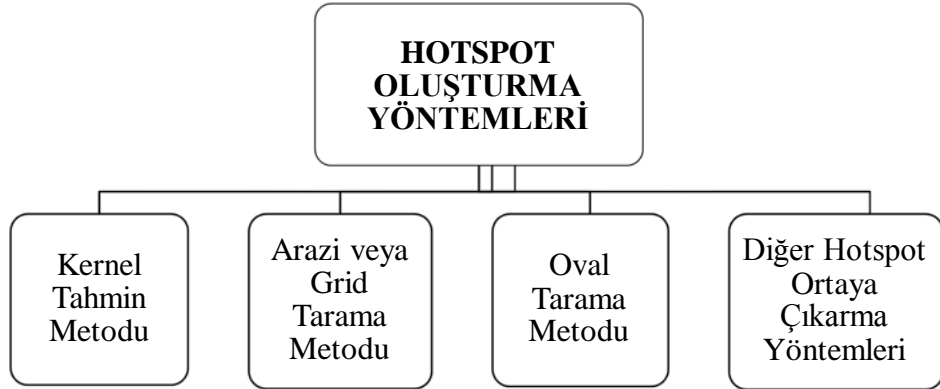 HOTSPOT
OLUŞTURMA
YÖNTEMLERİ
Kernel
Tahmin
Metodu
Arazi veya
Grid
Tarama
Metodu
Oval
Tarama
Metodu
Diğer Hotspot
Ortaya
Çıkarma
Yöntemleri